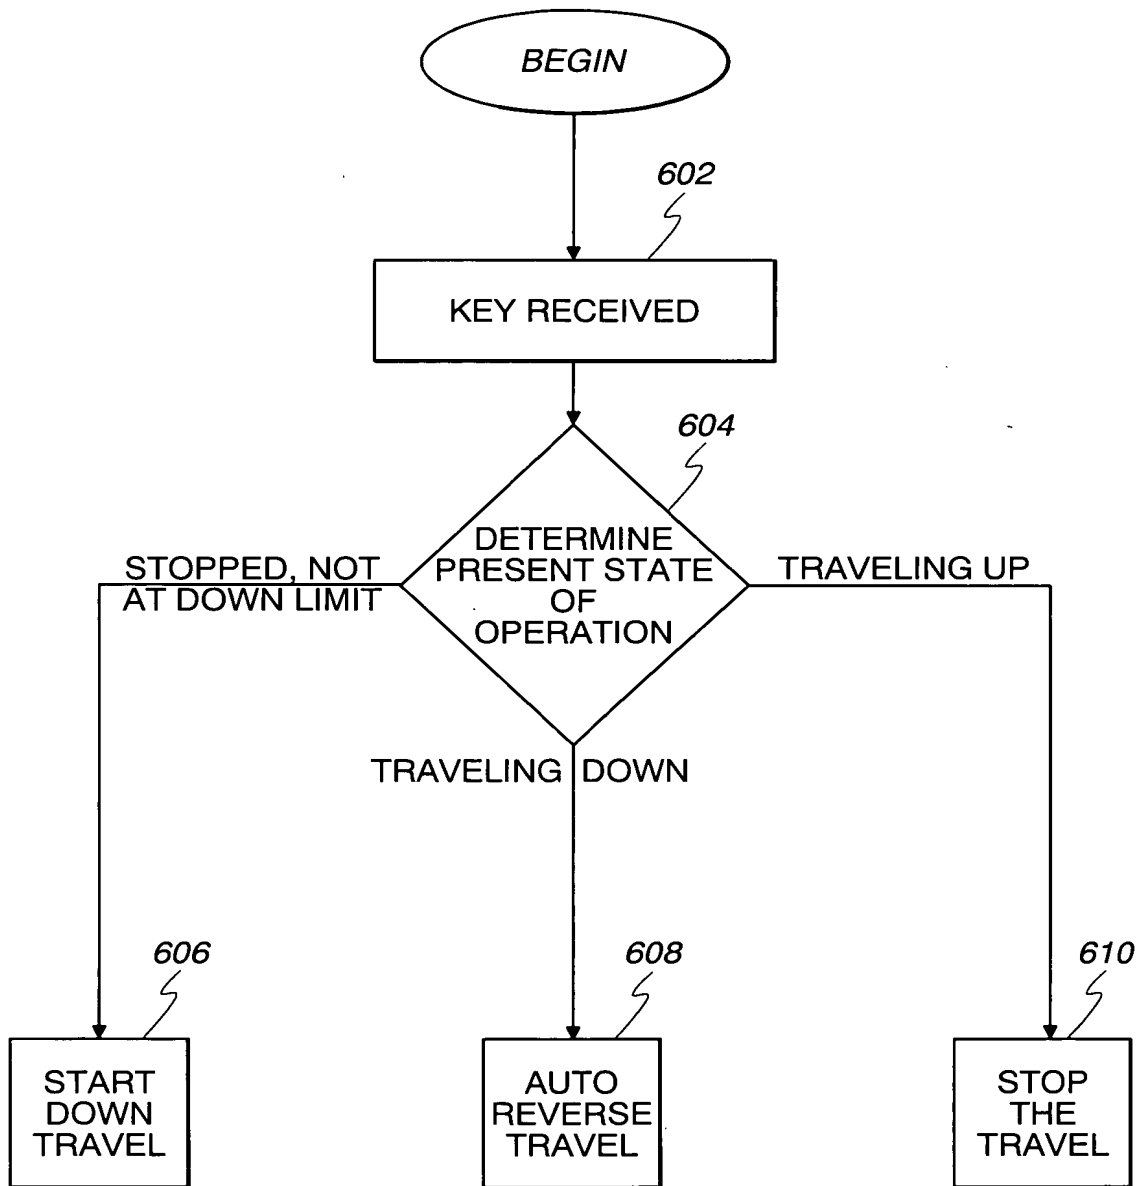 BEGIN
602
KEY RECEIVED
604
DETERMINE
PRESENT STATE
OF
OPERATION
STOPPED, NOT
AT DOWN LIMIT
TRAVELING UP
TRAVELING DOWN
606
608
610
START
DOWN
TRAVEL
AUTO
REVERSE
TRAVEL
STOP
THE
TRAVEL